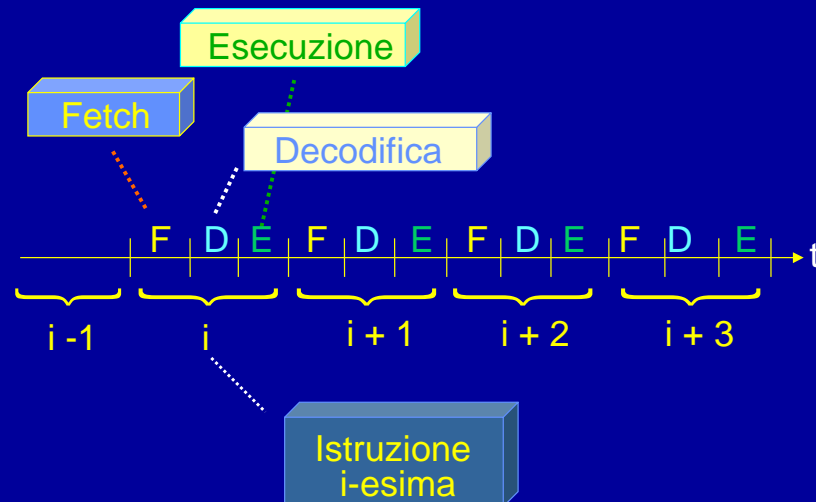 Esecuzione
Fetch
Decodifica
F D E F D E F D E F D E
t
i -1 i i + 1 i + 2 i + 3
Istruzione
i-esima